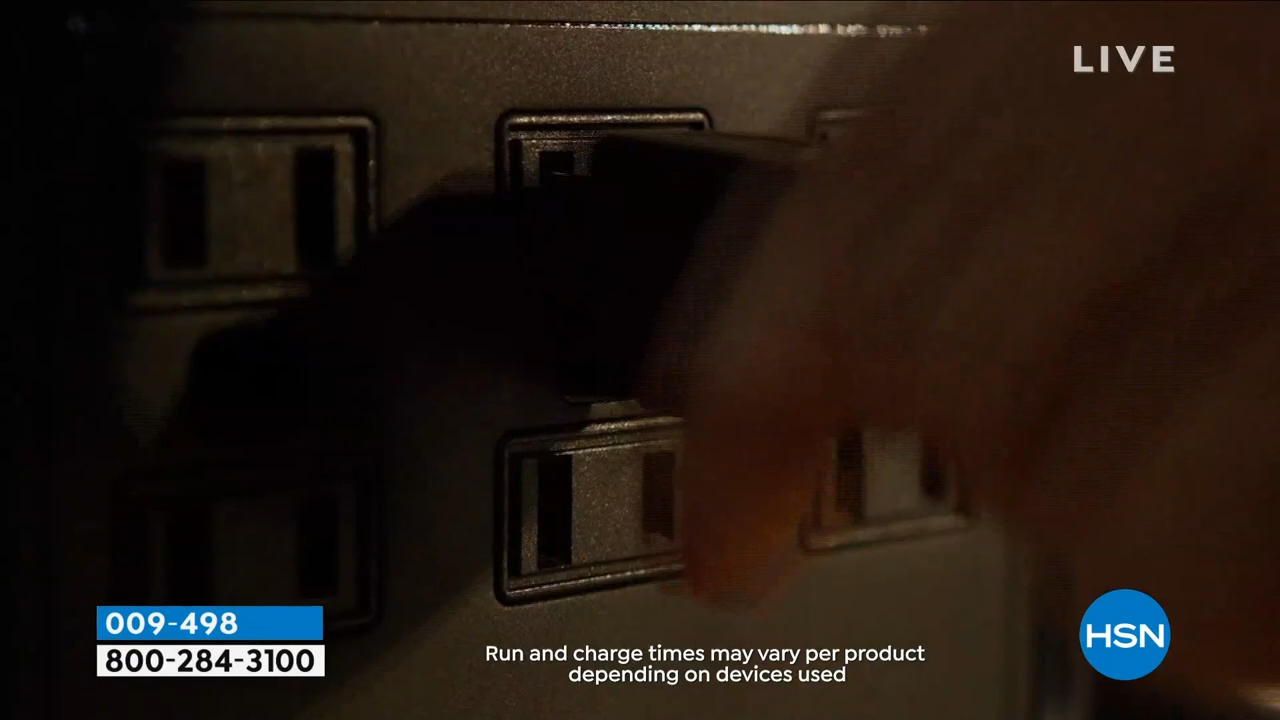 LIVE
009-498
800-284-3100
Run and charge times may vary per product
depending on devices used
HSN